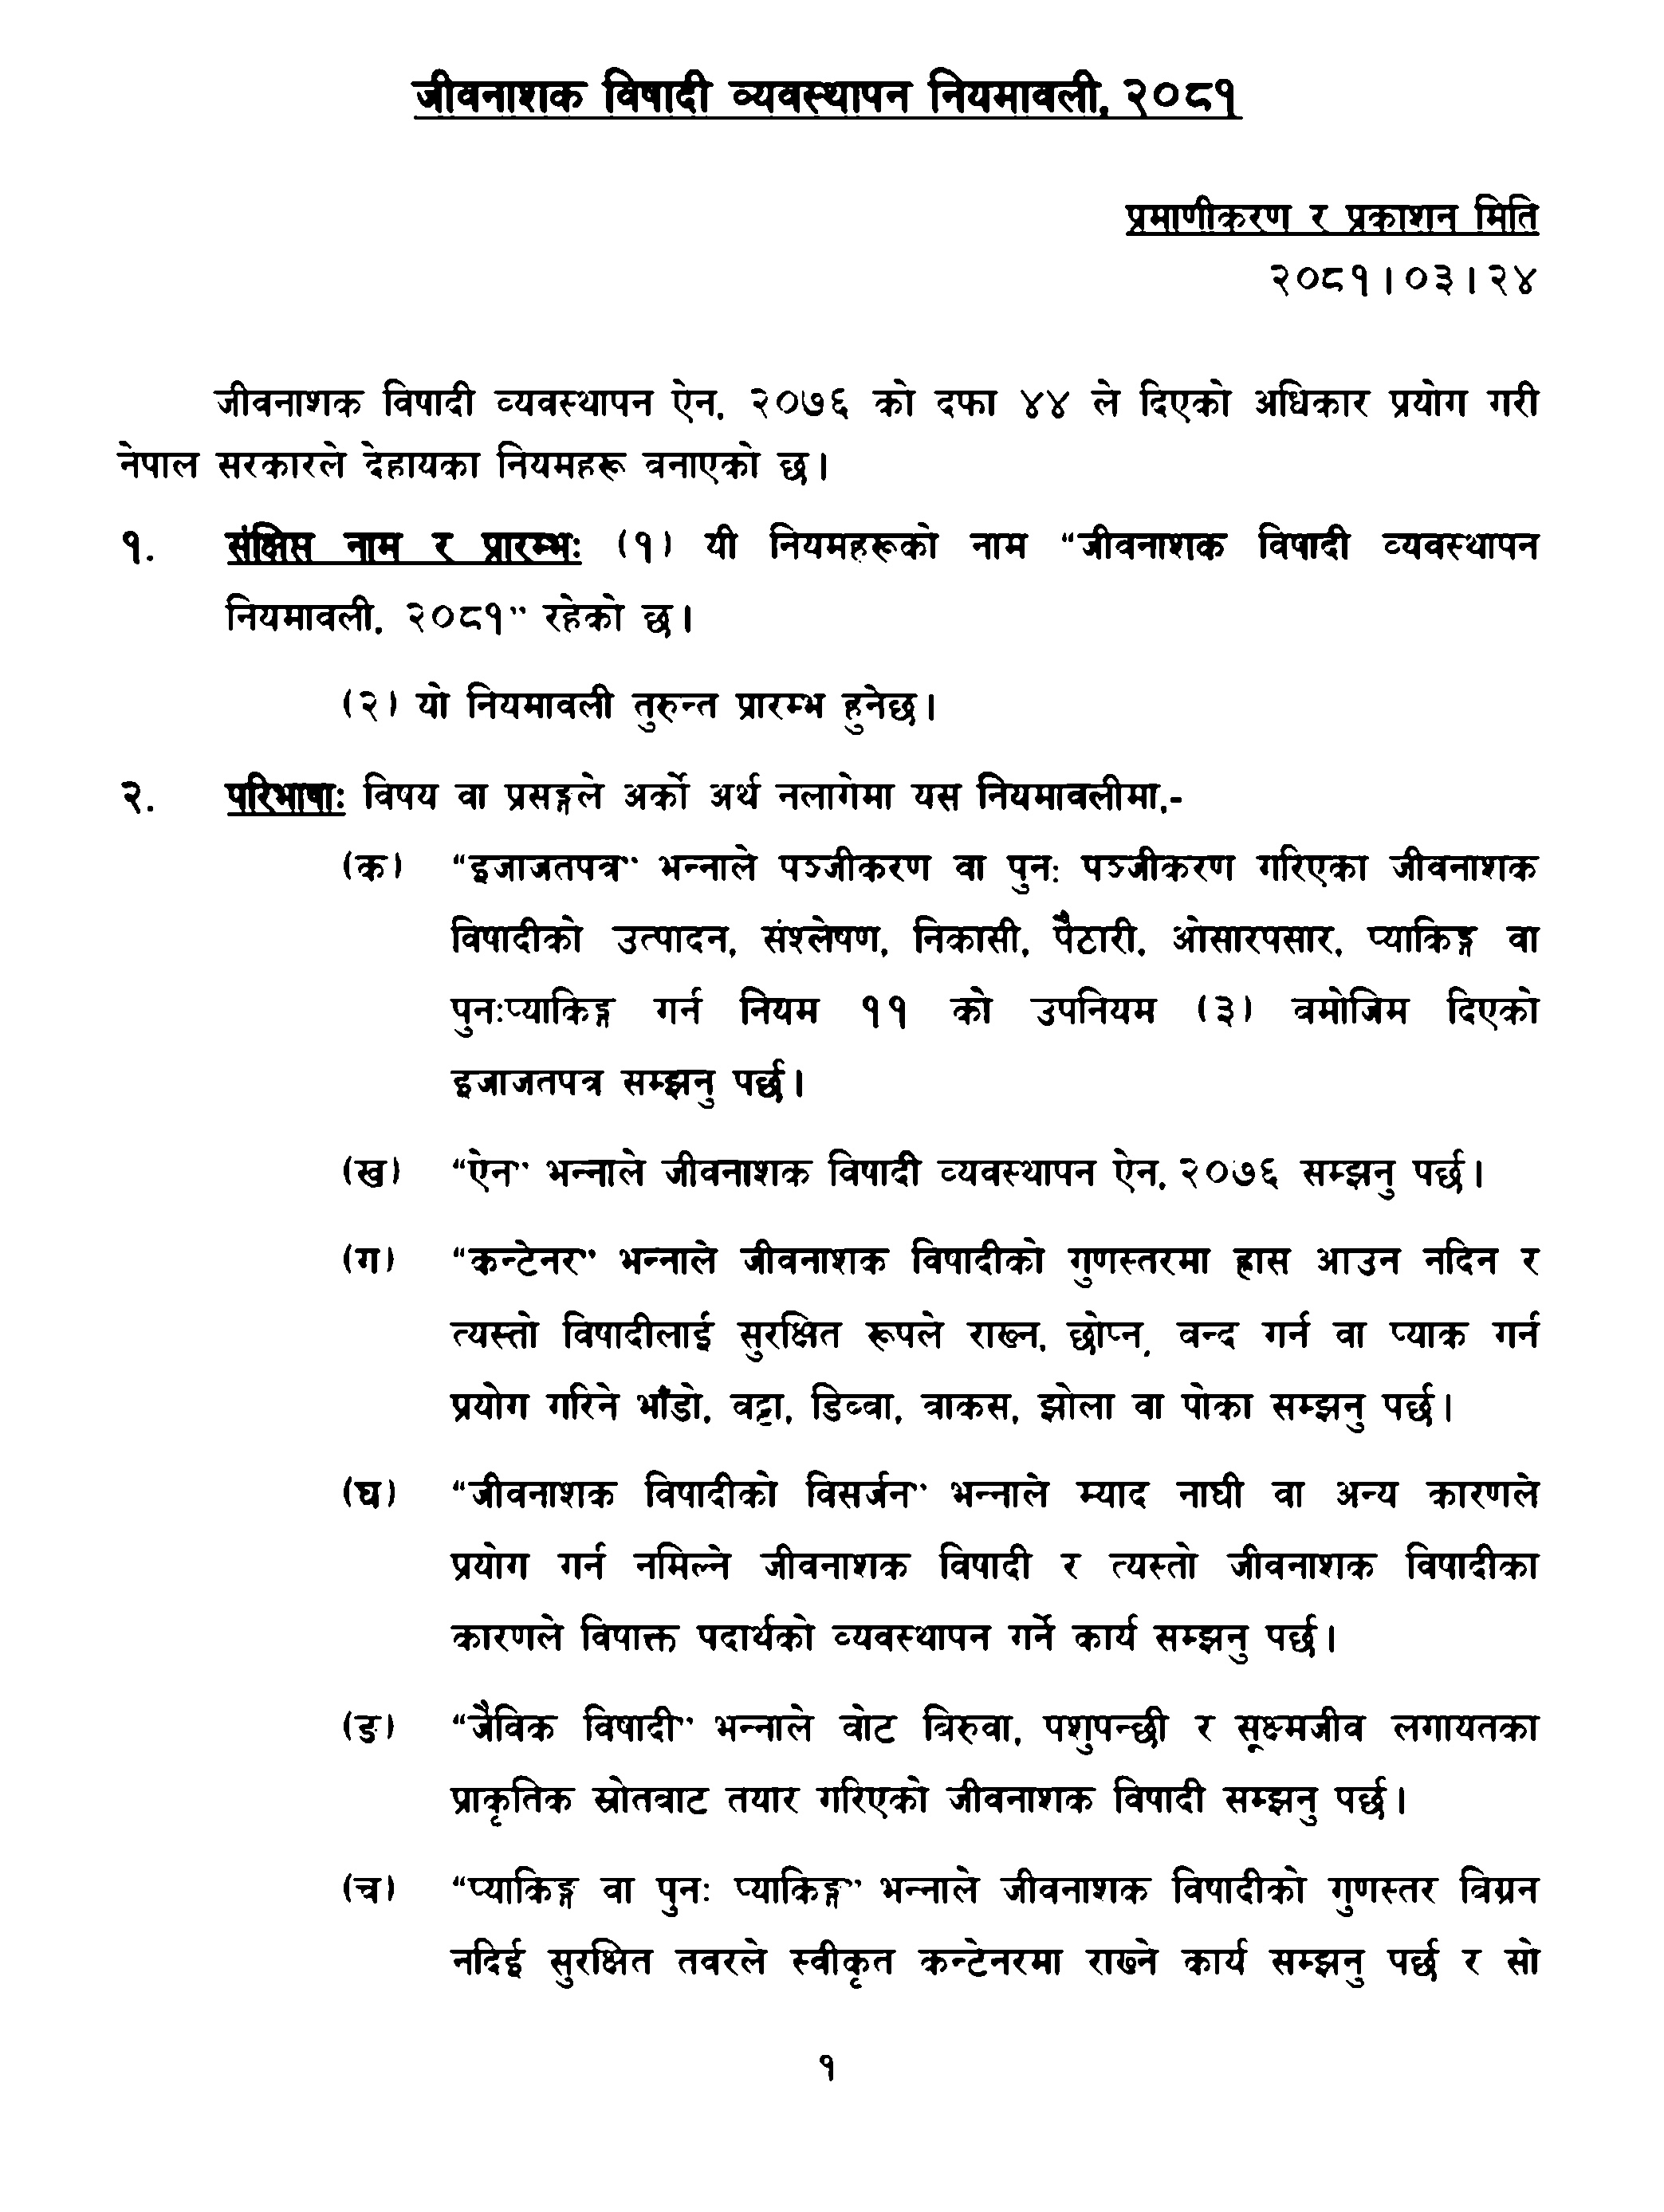 जीवनाशक विषादी व्यवस्थापन नियमावली, २०८१
प्रमाणीकरण र प्रकाशन मिति
२०८१।०३।२४
जीवनाशक विषादी व्यवस्थापन ऐन, २०७६ को दफा ४४ ले दिएको अधिकार प्रयोग गरी
नेपाल सरकारले देहायका नियमहरू बनाएको छ।
१. संक्षिप्त नाम र प्रारम्भः (१) यी नियमहरूको नाम "जीवनाशक विषादी व्यवस्थापन
नियमावली, २०८१" रहेको छ।
(२) यो नियमावली तुरुन्त प्रारम्भ हुनेछ।
२. परिभाषाः विषय वा प्रसङ्गले अर्को अर्थ नलागेमा यस नियमावलीमा,-
(क) "इजाजतपत्र" भन्नाले पञ्जीकरण वा पुनः पञ्जीकरण गरिएका जीवनाशक
विषादीको उत्पादन, संश्लेषण, निकासी, पैठारी, ओसारपसार, प्याकिङ्ग वा
पुनःप्याकिङ्ग गर्न नियम ११ को उपनियम (३) बमोजिम दिएको
इजाजतपत्र सम्झनु पर्छ।
(ख) "ऐन" भन्नाले जीवनाशक विषादी व्यवस्थापन ऐन, २०७६ सम्झनु पर्छ।
(ग) "कन्टेनर" भन्नाले जीवनाशक विषादीको गुणस्तरमा ह्रास आउन नदिन र
त्यस्तो विषादीलाई सुरक्षित रूपले राख्न, छोप्न, बन्द गर्न वा प्याक गर्न
प्रयोग गरिने भाँडो, बट्टा, डिब्बा, बाकस, झोला वा पोका सम्झनु पर्छ।
(घ) "जीवनाशक विषादीको विसर्जन" भन्नाले म्याद नाघी वा अन्य कारणले
प्रयोग गर्न नमिल्ने जीवनाशक विषादी र त्यस्तो जीवनाशक विषादीका
कारणले विषाक्त पदार्थको व्यवस्थापन गर्ने कार्य सम्झनु पर्छ।
(ङ) "जैविक विषादी" भन्नाले बोट बिरुवा, पशुपन्छी र सूक्ष्मजीव लगायतका
प्राकृतिक स्रोतबाट तयार गरिएको जीवनाशक विषादी सम्झनु पर्छ।
(च) "प्याकिङ्ग वा पुनः प्याकिङ्ग" भन्नाले जीवनाशक विषादीको गुणस्तर बिग्रन
नदिई सुरक्षित तवरले स्वीकृत कन्टेनरमा राख्ने कार्य सम्झनु पर्छ र सो
१